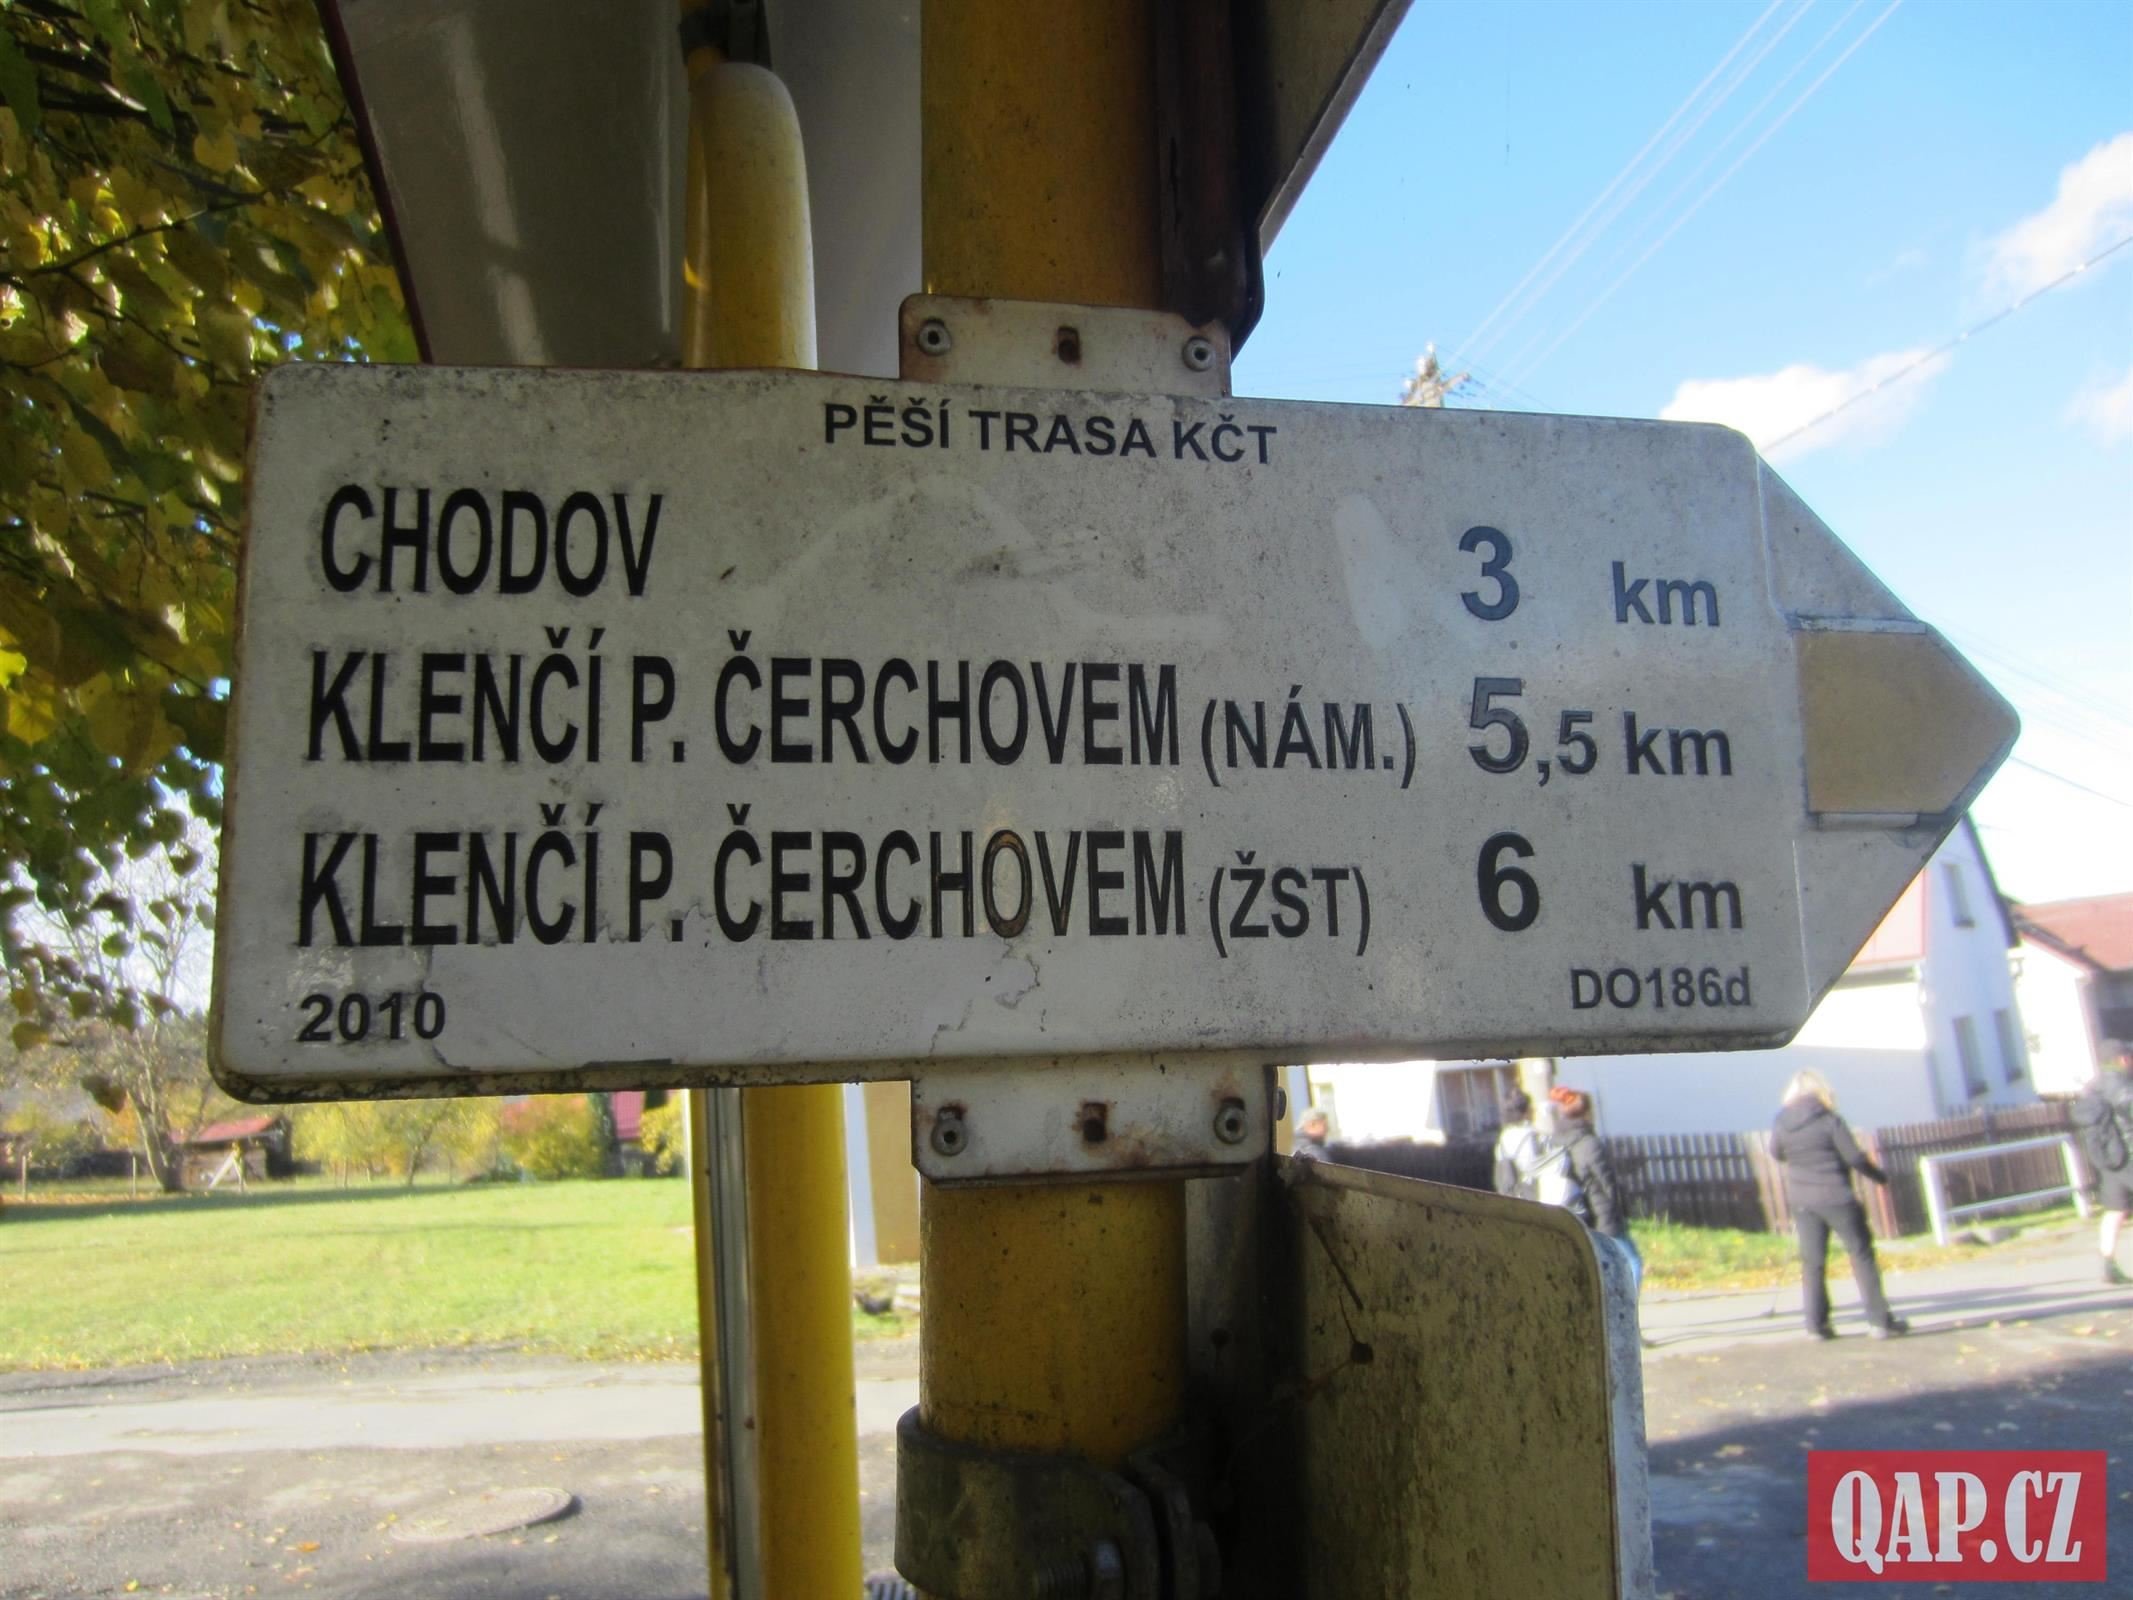 PĚŠÍ TRASA KČT
CHODOV 3 km
KLENČÍ P. ČERCHOVEM (NÁM.) 5,5 km
KLENČÍ P. ČERCHOVEM (ŽST) 6 km
2010 DO186d
QAP.CZ